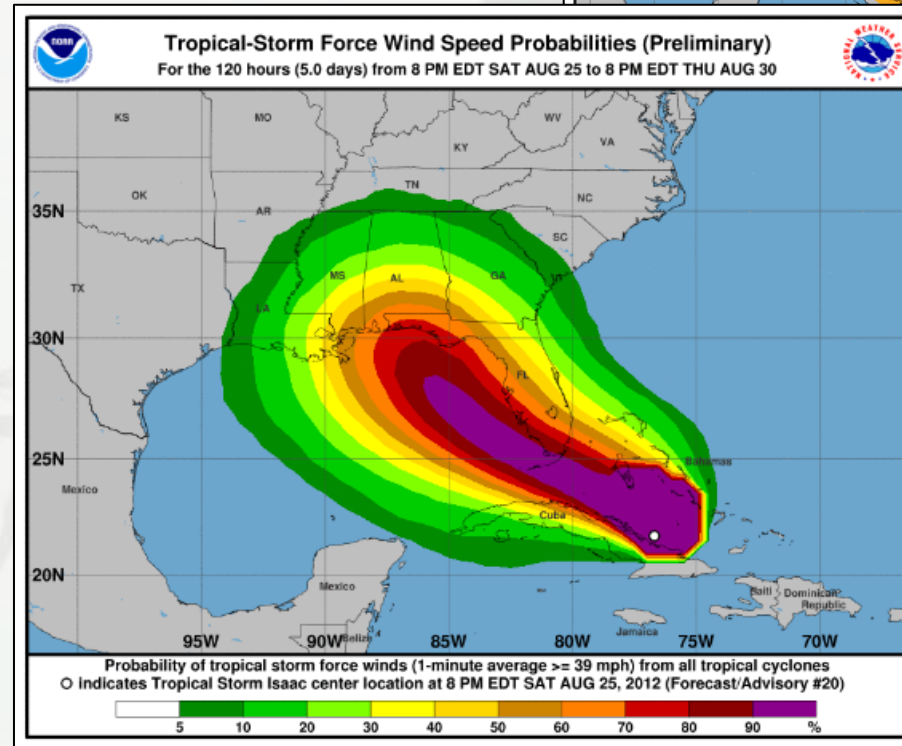 NOAA
Tropical-Storm Force Wind Speed Probabilities (Preliminary)
For the 120 hours (5.0 days) from 8 PM EDT SAT AUG 25 to 8 PM EDT THU AUG 30
NATIONAL WEATHER SERVICE
KS
MO
WV
KY
VA
OK
TN
NC
35N
AR
SC
TX
MS
AL
GA
LA
30N
FL
25N
Bahamas
Mexico
Cuba
20N
Mexico
Haiti
Dominican
Republic
Jamaica
Belize
95W
90W
85W
80W
75W
70W
Probability of tropical storm force winds (1-minute average >= 39 mph) from all tropical cyclones
indicates Tropical Storm Isaac center location at 8 PM EDT SAT AUG 25, 2012 (Forecast/Advisory #20)
5 10 20 30 40 50 60 70 80 90 %